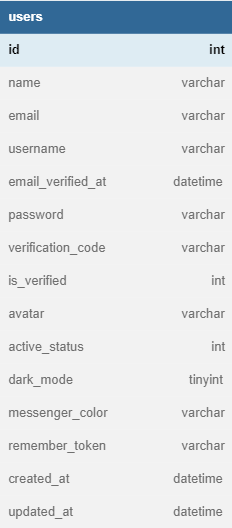 users
id int
name varchar
email varchar
username varchar
email_verified_at datetime
password varchar
verification_code varchar
is_verified int
avatar varchar
active_status int
dark_mode tinyint
messenger_color varchar
remember_token varchar
created_at datetime
updated_at datetime